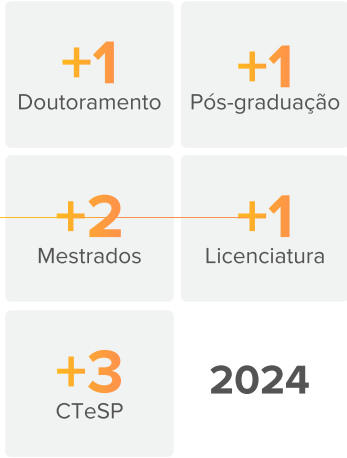 +1
Doutoramento
+1
Pós-graduação
+2
Mestrados
+1
Licenciatura
+3
CTeSP
2024